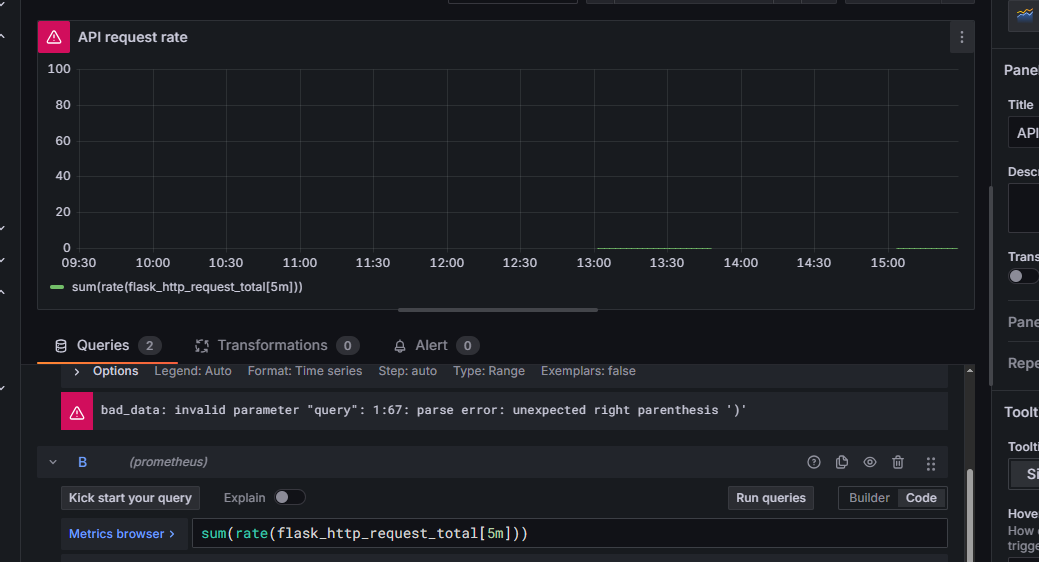 API request rate
100
80
60
40
20
0
09:30 10:00 10:30 11:00 11:30 12:00 12:30 13:00 13:30 14:00 14:30 15:00
sum(rate(flask_http_request_total[5m]))
Queries 2 Transformations 0 Alert 0
Options Legend: Auto Format: Time series Step: auto Type: Range Exemplars: false
bad_data: invalid parameter "query": 1:67: parse error: unexpected right parenthesis ')'
B (prometheus)
Kick start your query Explain Run queries Builder Code
Metrics browser > sum(rate(flask_http_request_total[5m]))
Pane
Title
API
Descr
Trans
Pane
Repe
Toolt
Toolti
Si
Hove
How
trigge